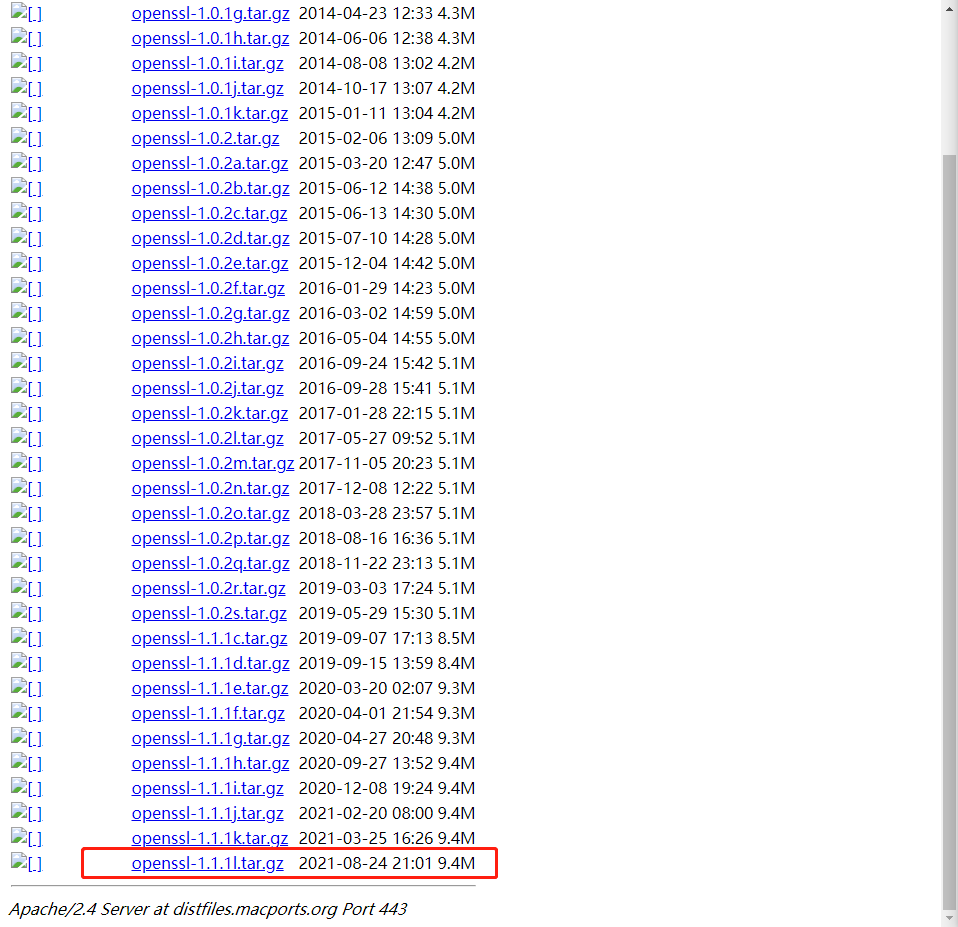 [ ] openssl-1.0.1g.tar.gz 2014-04-23 12:33 4.3M
[ ] openssl-1.0.1h.tar.gz 2014-06-06 12:38 4.3M
[ ] openssl-1.0.1i.tar.gz 2014-08-08 13:02 4.2M
[ ] openssl-1.0.1j.tar.gz 2014-10-17 13:07 4.2M
[ ] openssl-1.0.1k.tar.gz 2015-01-11 13:04 4.2M
[ ] openssl-1.0.2.tar.gz 2015-02-06 13:09 5.0M
[ ] openssl-1.0.2a.tar.gz 2015-03-20 12:47 5.0M
[ ] openssl-1.0.2b.tar.gz 2015-06-12 14:38 5.0M
[ ] openssl-1.0.2c.tar.gz 2015-06-13 14:30 5.0M
[ ] openssl-1.0.2d.tar.gz 2015-07-10 14:28 5.0M
[ ] openssl-1.0.2e.tar.gz 2015-12-04 14:42 5.0M
[ ] openssl-1.0.2f.tar.gz 2016-01-29 14:23 5.0M
[ ] openssl-1.0.2g.tar.gz 2016-03-02 14:59 5.0M
[ ] openssl-1.0.2h.tar.gz 2016-05-04 14:55 5.0M
[ ] openssl-1.0.2i.tar.gz 2016-09-24 15:42 5.1M
[ ] openssl-1.0.2j.tar.gz 2016-09-28 15:41 5.1M
[ ] openssl-1.0.2k.tar.gz 2017-01-28 22:15 5.1M
[ ] openssl-1.0.2l.tar.gz 2017-05-27 09:52 5.1M
[ ] openssl-1.0.2m.tar.gz 2017-11-05 20:23 5.1M
[ ] openssl-1.0.2n.tar.gz 2017-12-08 12:22 5.1M
[ ] openssl-1.0.2o.tar.gz 2018-03-28 23:57 5.1M
[ ] openssl-1.0.2p.tar.gz 2018-08-16 16:36 5.1M
[ ] openssl-1.0.2q.tar.gz 2018-11-22 23:13 5.1M
[ ] openssl-1.0.2r.tar.gz 2019-03-03 17:24 5.1M
[ ] openssl-1.0.2s.tar.gz 2019-05-29 15:30 5.1M
[ ] openssl-1.1.1c.tar.gz 2019-09-07 17:13 8.5M
[ ] openssl-1.1.1d.tar.gz 2019-09-15 13:59 8.4M
[ ] openssl-1.1.1e.tar.gz 2020-03-20 02:07 9.3M
[ ] openssl-1.1.1f.tar.gz 2020-04-01 21:54 9.3M
[ ] openssl-1.1.1g.tar.gz 2020-04-27 20:48 9.3M
[ ] openssl-1.1.1h.tar.gz 2020-09-27 13:52 9.4M
[ ] openssl-1.1.1i.tar.gz 2020-12-08 19:24 9.4M
[ ] openssl-1.1.1j.tar.gz 2021-02-20 08:00 9.4M
[ ] openssl-1.1.1k.tar.gz 2021-03-25 16:26 9.4M
[ ] openssl-1.1.1l.tar.gz 2021-08-24 21:01 9.4M
Apache/2.4 Server at distfiles.macports.org Port 443